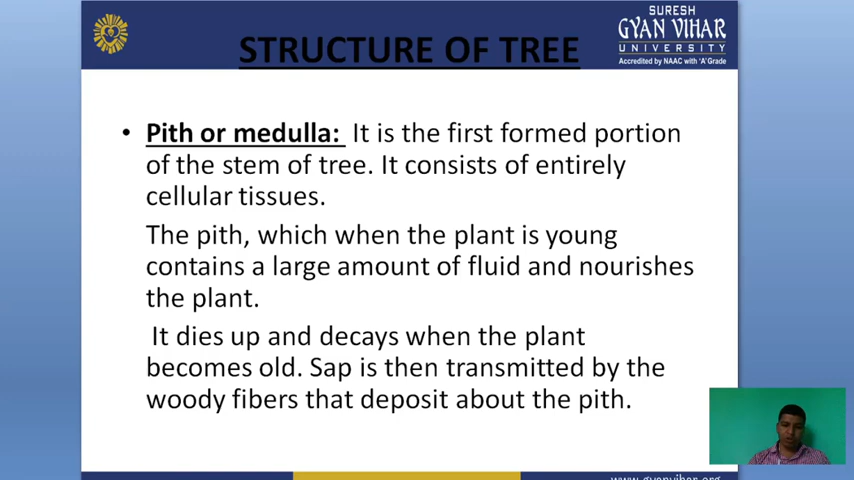 SURESH
GYAN VIHAR
UNIVERSITY
Accredited by NAAC with 'A' Grade
STRUCTURE OF TREE
• Pith or medulla: It is the first formed portion
of the stem of tree. It consists of entirely
cellular tissues.
The pith, which when the plant is young
contains a large amount of fluid and nourishes
the plant.
It dies up and decays when the plant
becomes old. Sap is then transmitted by the
woody fibers that deposit about the pith.
www.gyanvihar.org